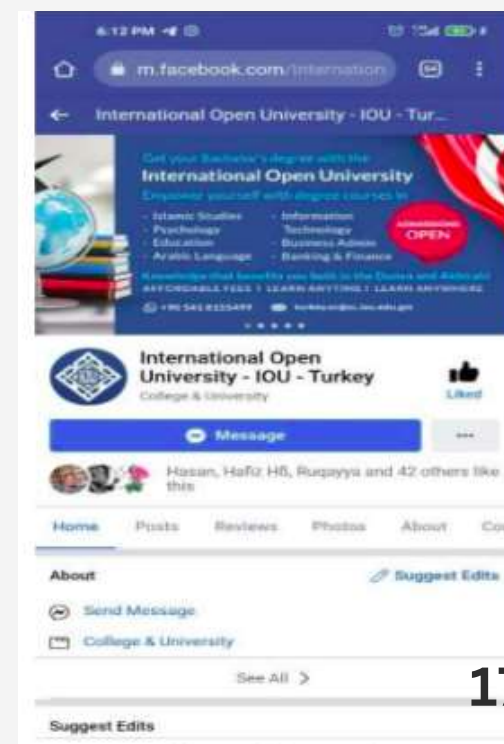 6:12 PM
m.facebook.com/Internation
International Open University - IOU - Tur...
Get your Bachelor's degree with the
International Open University
Empower yourself with degree courses in
- Islamic Studies
- Psychology
- Education
- Arabic Language
- Information Technology
- Business Admin
- Banking & Finance
ADMISSIONS
OPEN
Knowledge that benefits you both in the Dunya and Akhirah
AFFORDABLE FEES | LEARN ANYTIME | LEARN ANYWHERE
International Open
University - IOU - Turkey
College & University
Liked
Message
Hasan, Hafiz Hб, Ruqayya and 42 others like
this
Home Posts Reviews Photos About Co
About
Suggest Edits
Send Message
College & University
See All
17
Suggest Edits